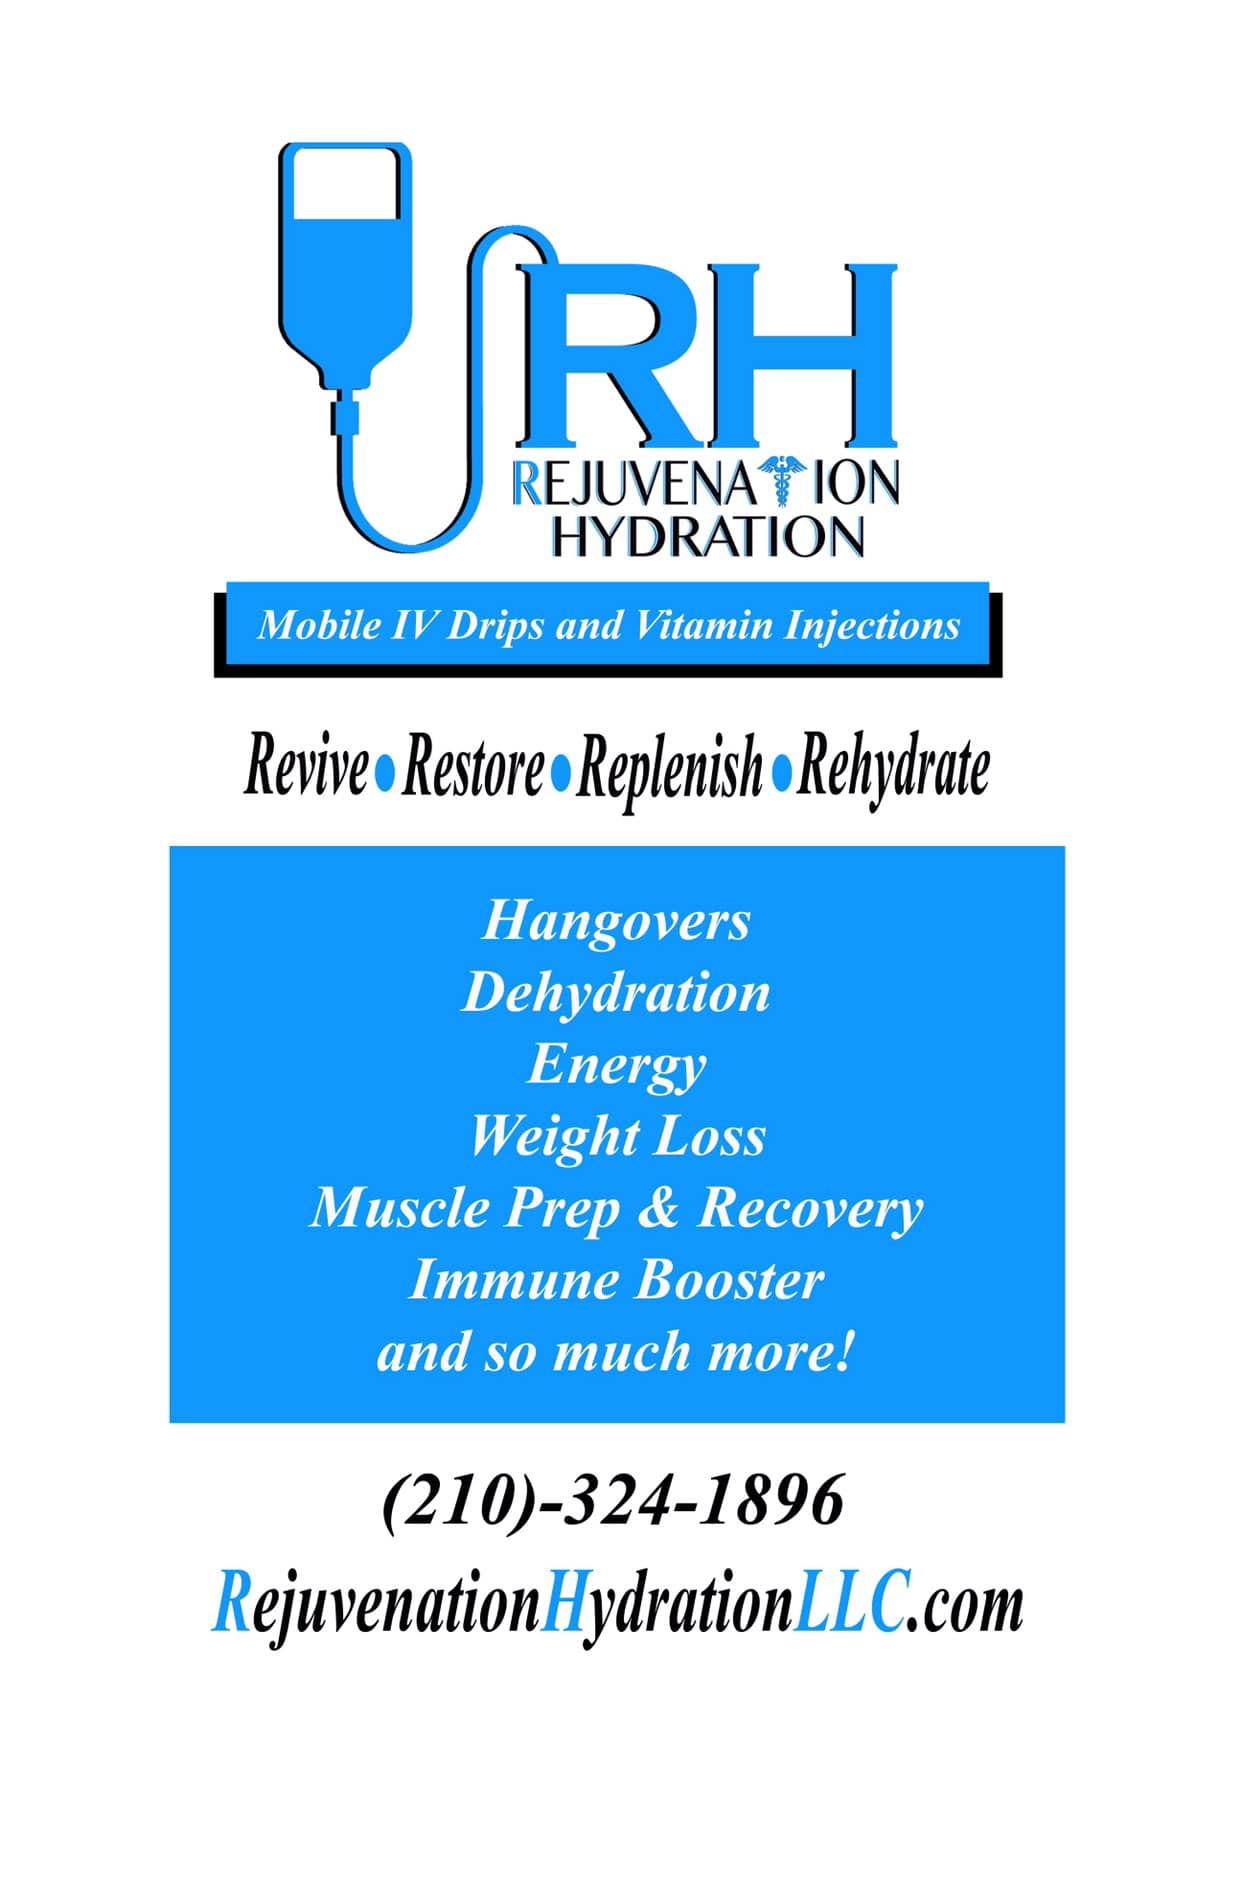 RH
REJUVENATION
HYDRATION
Mobile IV Drips and Vitamin Injections
Revive•Restore•Replenish•Rehydrate
Hangovers
Dehydration
Energy
Weight Loss
Muscle Prep & Recovery
Immune Booster
and so much more!
(210)-324-1896
RejuvenationHydrationLLC.com